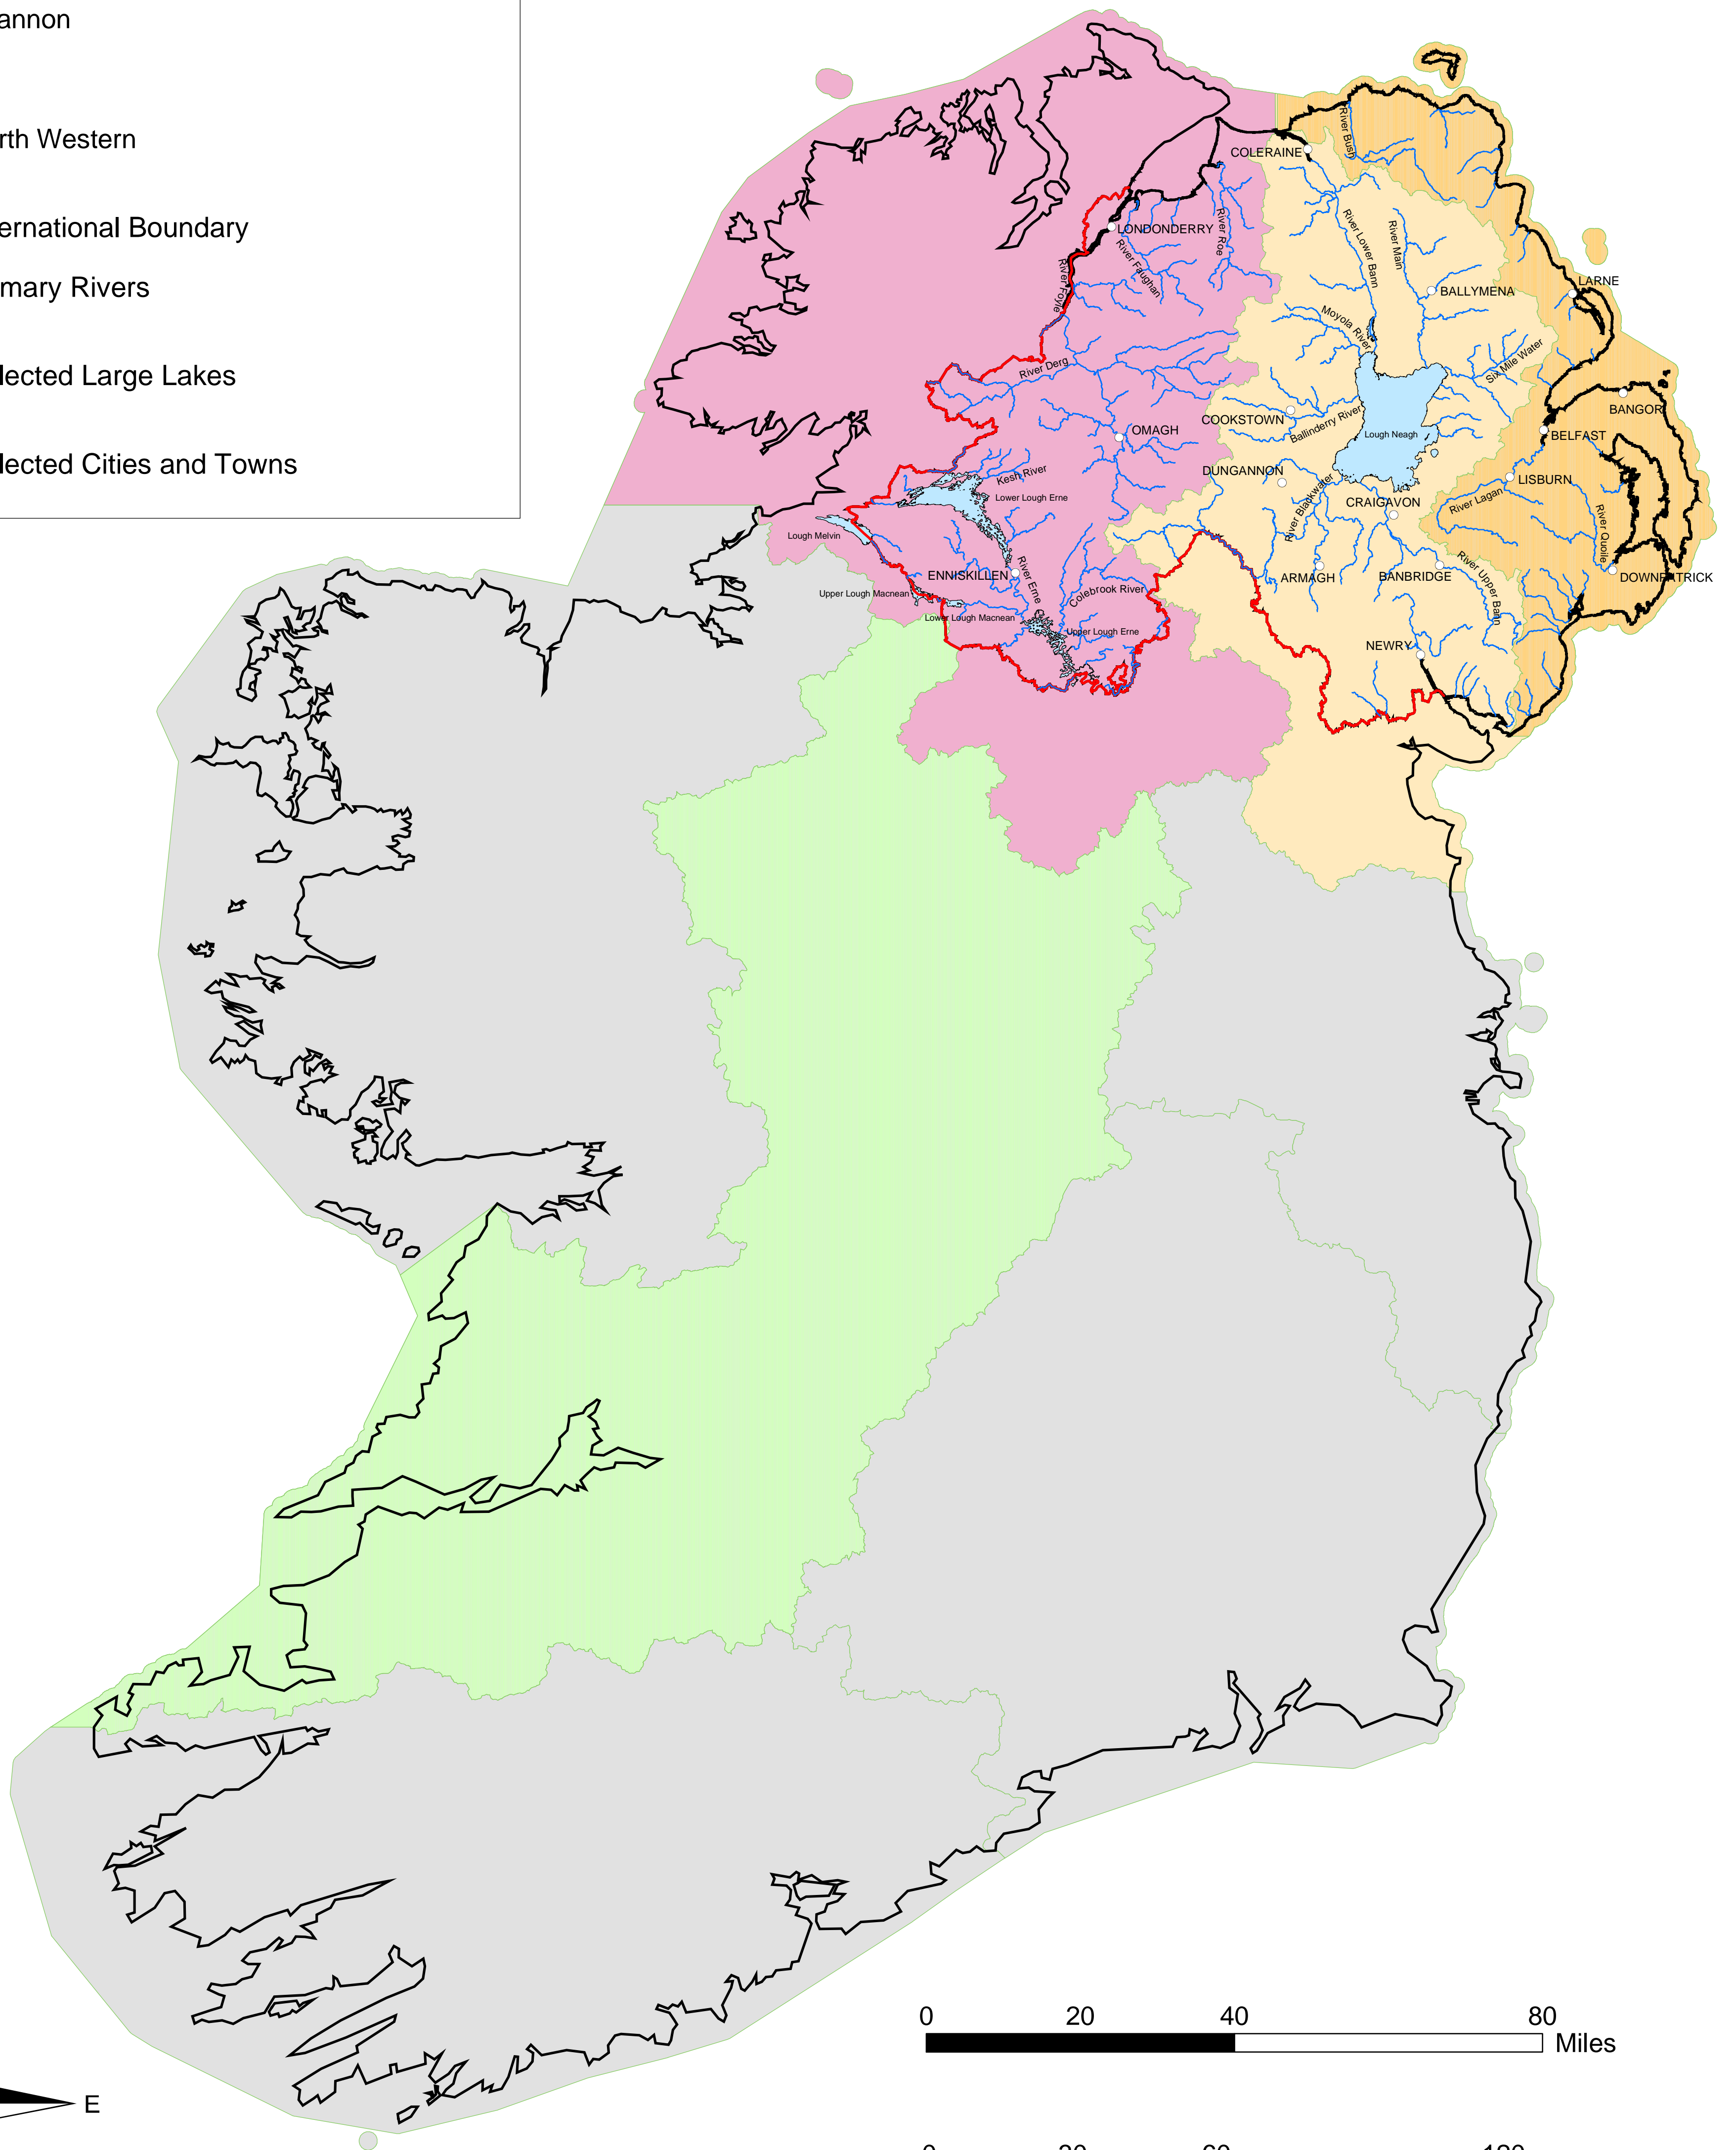 annon
rth Western
ernational Boundary
mary Rivers
lected Large Lakes
lected Cities and Towns
COLERAINE
River Bush
LONDONDERRY
River Roe
River Faughan
River Foyle
River Lower Bann
River Main
BALLYMENA
LARNE
Moyola River
Six Mile Water
River Derg
COOKSTOWN
Ballinderry River
Lough Neagh
BANGOR
BELFAST
OMAGH
DUNGANNON
LISBURN
Kesh River
Lower Lough Erne
River Blackwater
CRAIGAVON
River Lagan
River Quoile
Lough Melvin
ENNISKILLEN
River Erne
Colebrook River
ARMAGH
BANBRIDGE
River Upper Bann
DOWNPATRICK
Upper Lough Macnean
Lower Lough Macnean
Upper Lough Erne
NEWRY
0 20 40 80
Miles
E